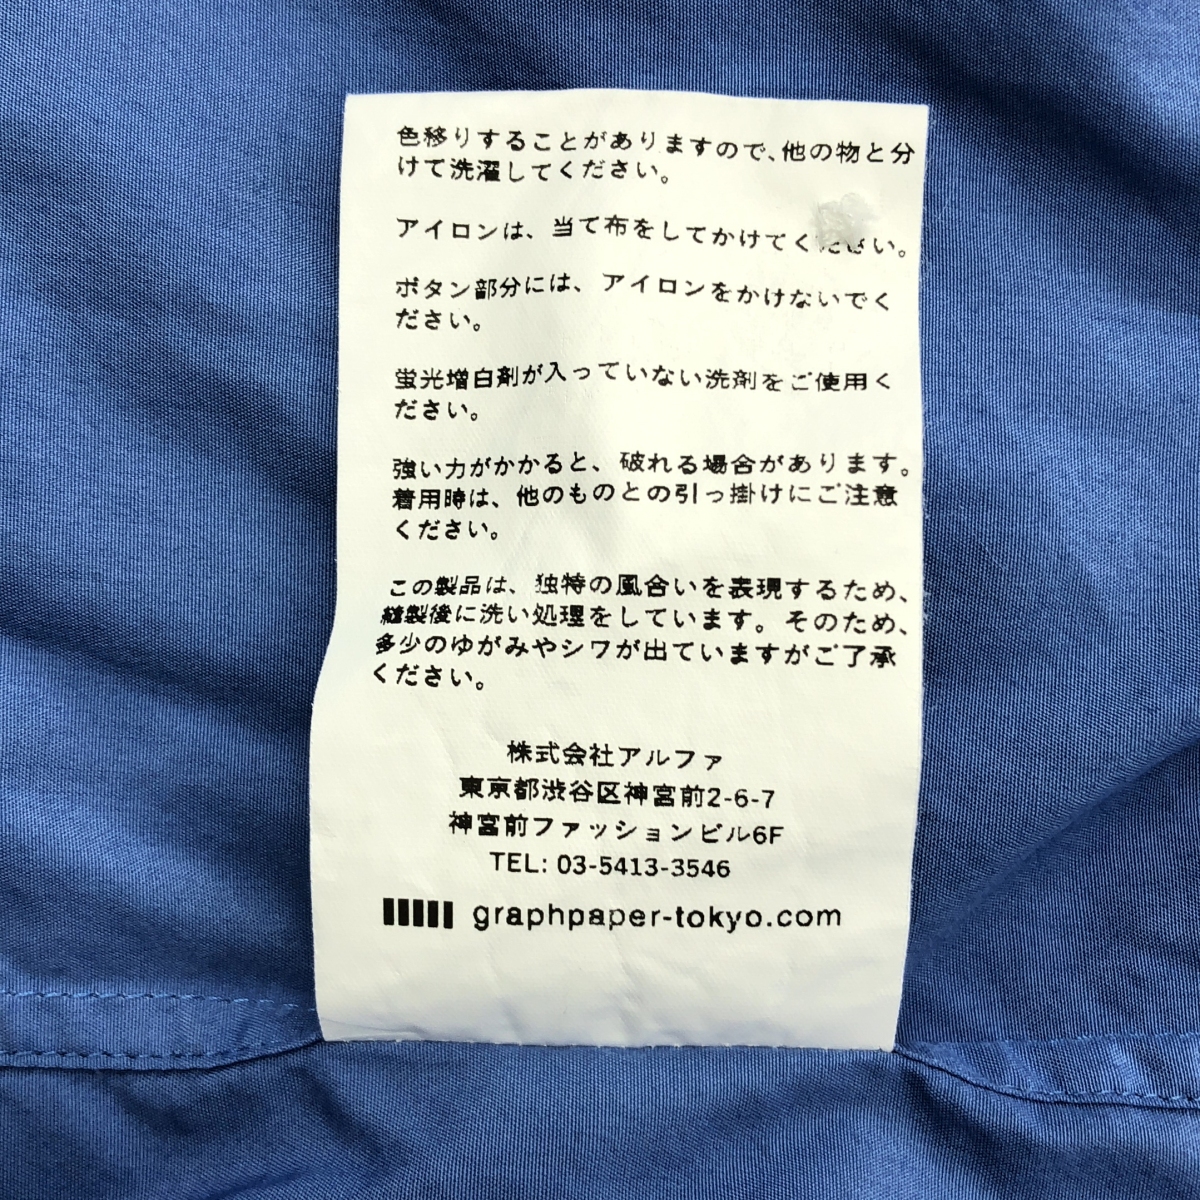 色移りすることがありますので、他の物と分
けて洗濯してください。
アイロンは、当て布をしてかけてください。
ボタン部分には、アイロンをかけないでく
ださい。
蛍光増白剤が入っていない洗剤をご使用く
ださい。
強い力がかかると、破れる場合があります。
着用時は、他のものとの引っ掛けにご注意
ください。
この製品は、独特の風合いを表現するため、
縫製後に洗い処理をしています。そのため、
多少のゆがみやシワが出ていますがご了承
ください。
株式会社アルファ
東京都渋谷区神宮前2-6-7
神宮前ファッションビル6F
TEL: 03-5413-3546
graphpaper-tokyo.com